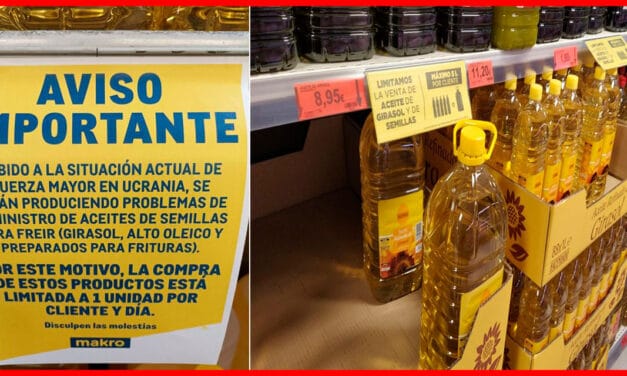 AVISO
IMPORTANTE
BIDO A LA SITUACIÓN ACTUAL DE
UERZA MAYOR EN UCRANIA, SE
ÁN PRODUCIENDO PROBLEMAS DE
MINISTRO DE ACEITES DE SEMILLAS
RA FREIR (GIRASOL, ALTO OLEICO Y
PREPARADOS PARA FRITURAS).
OR ESTE MOTIVO, LA COMPRA
DE ESTOS PRODUCTOS ESTÁ
LIMITADA A 1 UNIDAD POR
CLIENTE Y DÍA.
Disculpen las molestias
makro
8,95€
LIMITAMOS
LA VENTA DE
ACEITE DE
GIRASOL Y DE
SEMILLAS
MÁXIMO 5 L
POR CLIENTE
11,20
Girasol